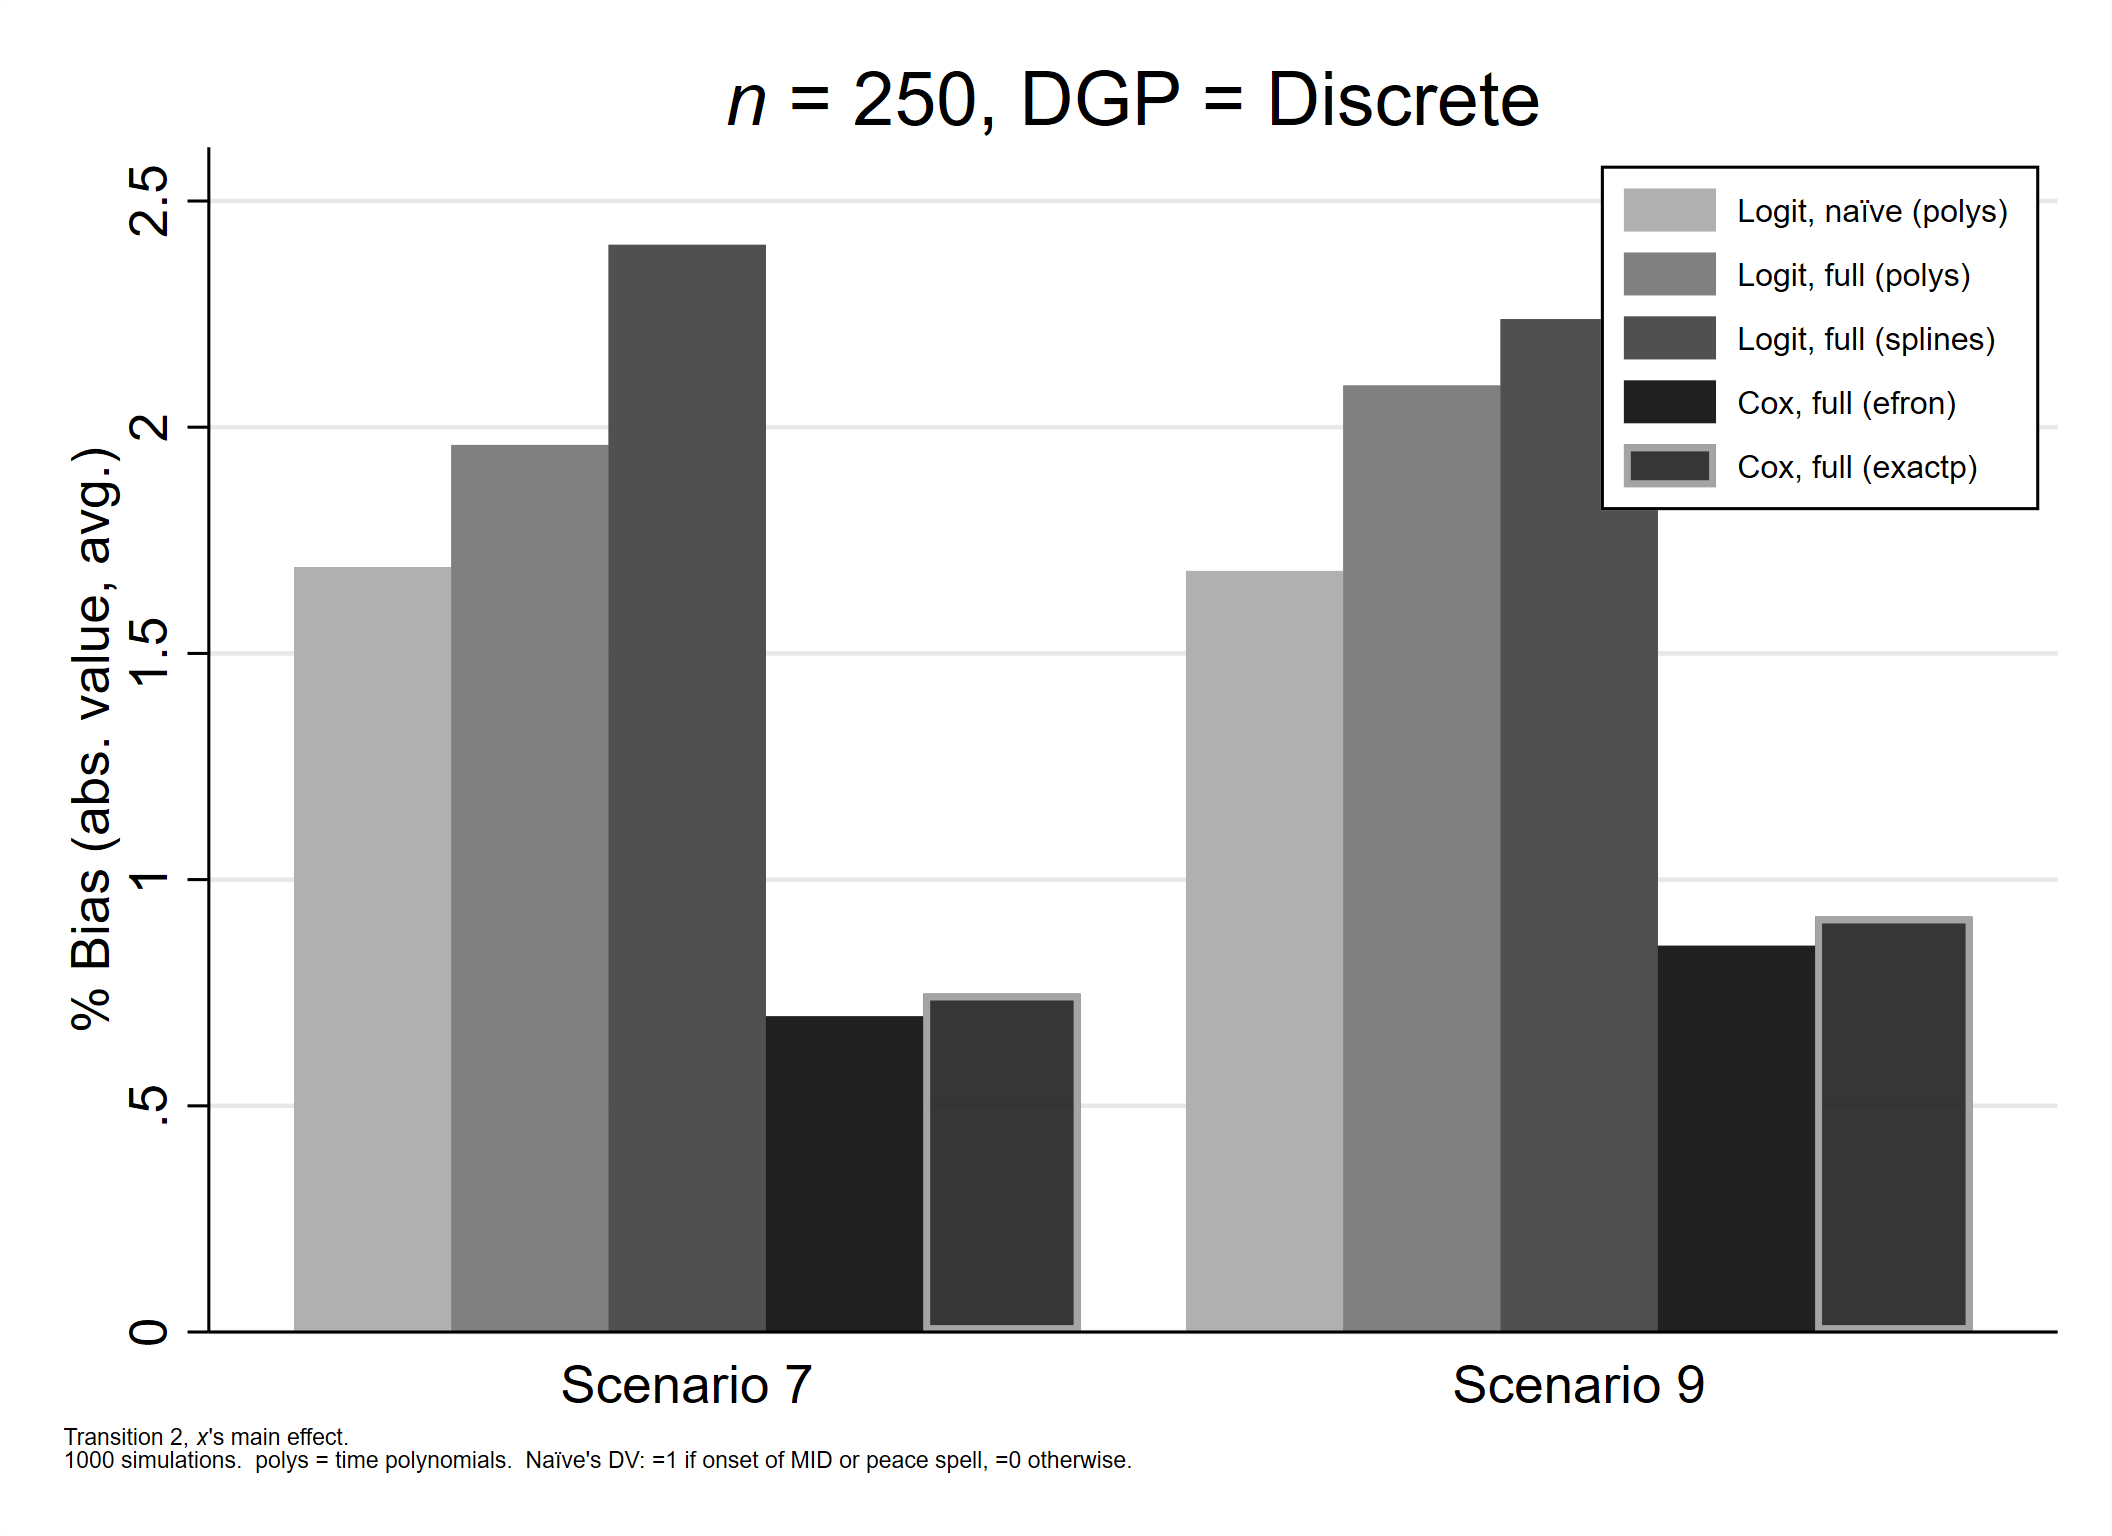 n = 250, DGP = Discrete
% Bias (abs. value, avg.)
2.5
2
1.5
1
.5
0
Logit, naïve (polys)
Logit, full (polys)
Logit, full (splines)
Cox, full (efron)
Cox, full (exactp)
Scenario 7
Scenario 9
Transition 2, x's main effect.
1000 simulations.  polys = time polynomials.  Naïve's DV: =1 if onset of MID or peace spell, =0 otherwise.